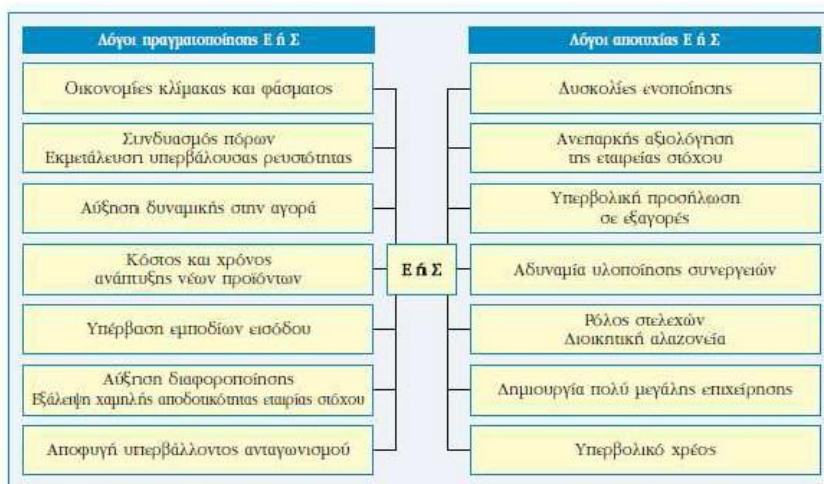 Λόγοι πραγματοποίησης Ε ή Σ
Οικονομίες κλίμακας και φάσματος
Συνδυασμός πόρων
Εκμετάλευση υπερβάλουσας ρευστότητας
Αύξηση δυναμικής στην αγορά
Κόστος και χρόνος
ανάπτυξης νέων προϊόντων
Υπέρβαση εμποδίων εισόδου
Αύξηση διαφοροποίησης
Εξάλειψη χαμηλής αποδοτικότητας εταιρίας στόχου
Αποφυγή υπερβάλλοντος ανταγωνισμού
Ε ή Σ
Λόγοι αποτυχίας Ε ή Σ
Δυσκολίες ενοποίησης
Ανεπαρκής αξιολόγηση
της εταιρείας στόχου
Υπερβολική προσήλωση
σε εξαγορές
Αδυναμία υλοποίησης συνεργειών
Ρόλος στελεχών
Διοικητική αλαζονεία
Δημιουργία πολύ μεγάλης επιχείρησης
Υπερβολικό χρέος